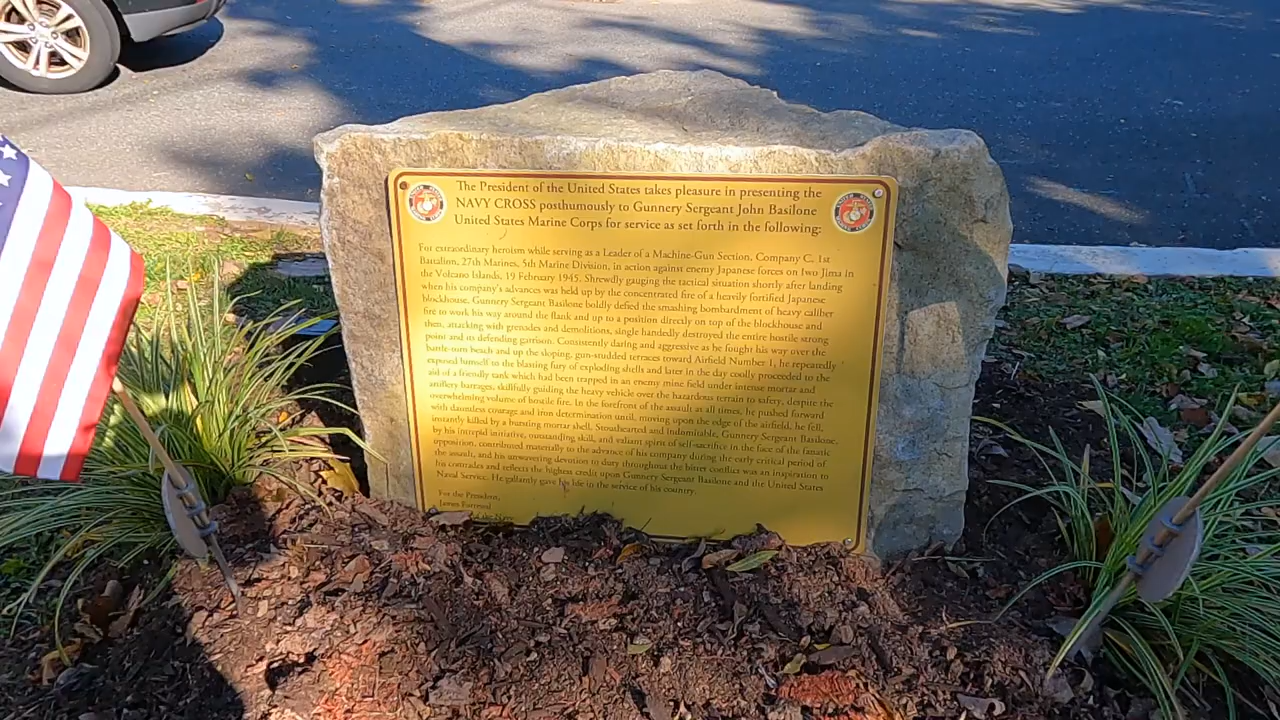 The President of the United States takes pleasure in presenting the
NAVY CROSS posthumously to Gunnery Sergeant John Basilone
United States Marine Corps for service as set forth in the following:
For extraordinary heroism while serving as a Leader of a Machine-Gun Section, Company C, 1st
Battalion, 27th Marines, 5th Marine Division, in action against enemy Japanese forces on Iwo Jima in
the Volcano Islands, 19 February 1945. Shrewdly gauging the tactical situation shortly after landing
when his company's advances was held up by the concentrated fire of a heavily fortified Japanese
blockhouse, Gunnery Sergeant Basilone boldly defied the smashing bombardment of heavy caliber
fire to work his way around the flank and up to a position directly on top of the blockhouse and
then, attacking with grenades and demolitions, single handedly destroyed the entire hostile strong
point and its defending garrison. Consistently daring and aggressive as he fought his way over the
battle-torn beach and up the sloping, gun-studded terraces toward Airfield Number 1, he repeatedly
exposed himself to the blasting fury of exploding shells and later in the day coolly proceeded to the
aid of a friendly tank which had been trapped in an enemy mine field under intense mortar and
artillery barrages, skillfully guiding the heavy vehicle over the hazardous terrain to safety, despite the
overwhelming volume of hostile fire. In the forefront of the assault at all times, he pushed forward
with dauntless courage and iron determination until, moving upon the edge of the airfield, he fell,
instantly killed by a bursting mortar shell. Stouthearted and indomitable, Gunnery Sergeant Basilone,
by his intrepid initiative, outstanding skill, and valiant spirit of self-sacrifice in the face of the fanatic
opposition, contributed materially to the advance of his company during the early critical period of
the assault, and his unwavering devotion to duty throughout the bitter conflict was an inspiration to
his comrades and reflects the highest credit upon Gunnery Sergeant Basilone and the United States
Naval Service. He gallantly gave his life in the service of his country.
For the President,
James Forrestal
of the Navy